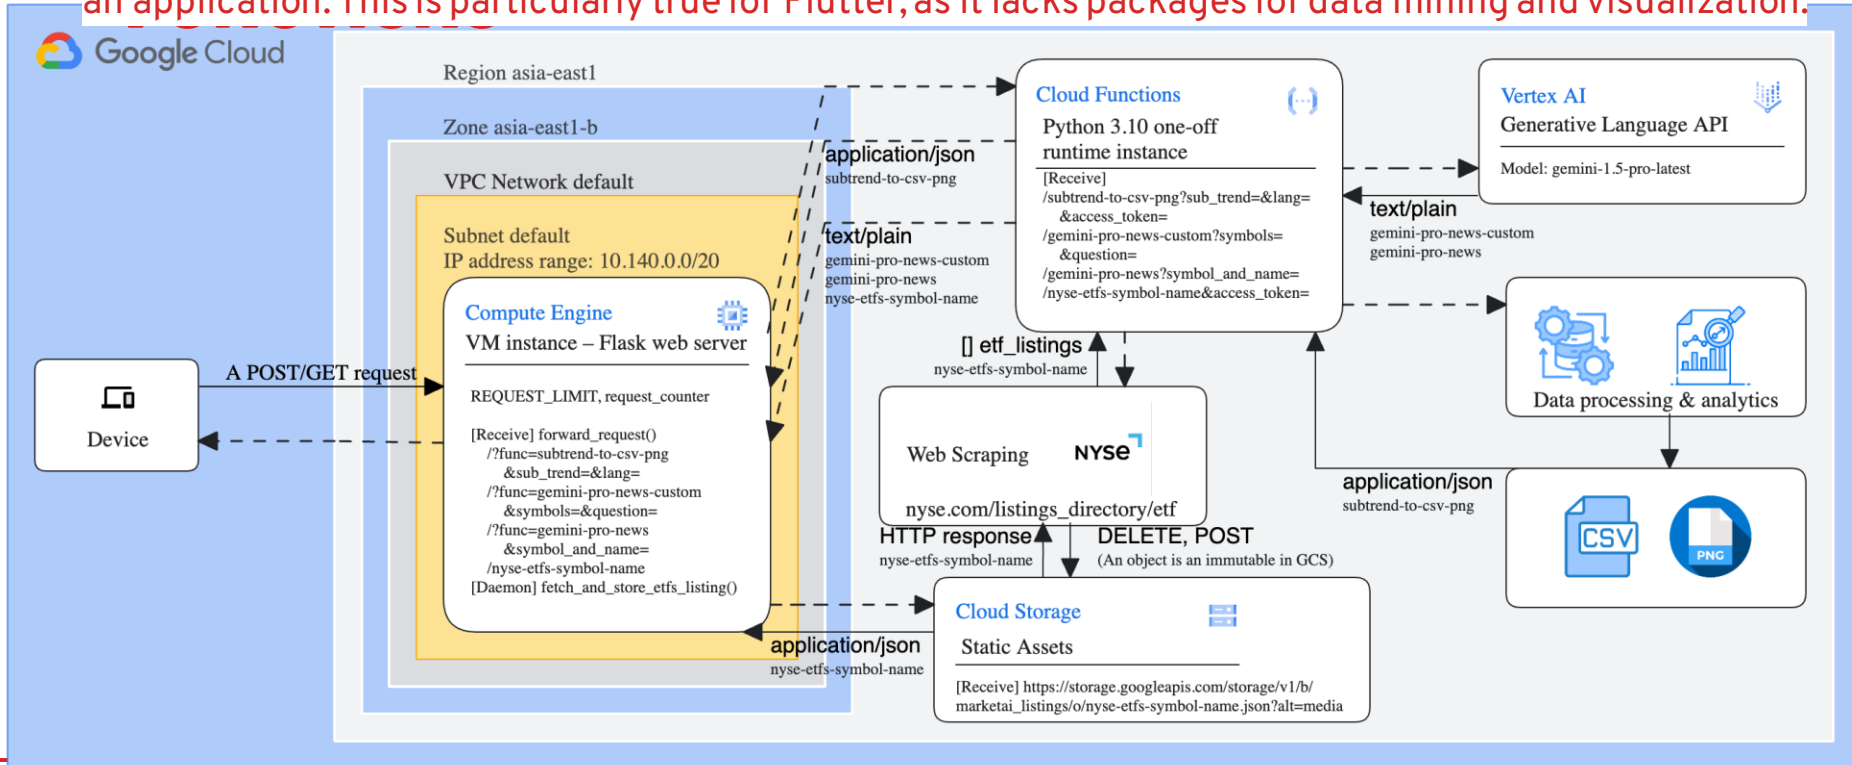 an application. This is particularly true for Flutter, as it lacks packages for data mining and visualization.
Google Cloud
Region asia-east1
Zone asia-east1-b
VPC Network default
Subnet default
IP address range: 10.140.0.0/20
Compute Engine
VM instance – Flask web server
REQUEST_LIMIT, request_counter
[Receive] forward_request()
/?func=subtrend-to-csv-png
&sub_trend=&lang=
/?func=gemini-pro-news-custom
&symbols=&question=
/?func=gemini-pro-news
&symbol_and_name=
/nyse-etfs-symbol-name
[Daemon] fetch_and_store_etfs_listing()
Device
A POST/GET request
application/json
subtrend-to-csv-png
text/plain
gemini-pro-news-custom
gemini-pro-news
nyse-etfs-symbol-name
Cloud Functions
Python 3.10 one-off
runtime instance
[Receive]
/subtrend-to-csv-png?sub_trend=&lang=
&access_token=
/gemini-pro-news-custom?symbols=
&question=
/gemini-pro-news?symbol_and_name=
/nyse-etfs-symbol-name&access_token=
Vertex AI
Generative Language API
Model: gemini-1.5-pro-latest
text/plain
gemini-pro-news-custom
gemini-pro-news
Data processing & analytics
application/json
subtrend-to-csv-png
CSV
PNG
[] etf_listings
nyse-etfs-symbol-name
Web Scraping
NYSE
nyse.com/listings_directory/etf
HTTP response
nyse-etfs-symbol-name
DELETE, POST
(An object is an immutable in GCS)
Cloud Storage
Static Assets
[Receive] https://storage.googleapis.com/storage/v1/b/
marketai_listings/o/nyse-etfs-symbol-name.json?alt=media
application/json
nyse-etfs-symbol-name